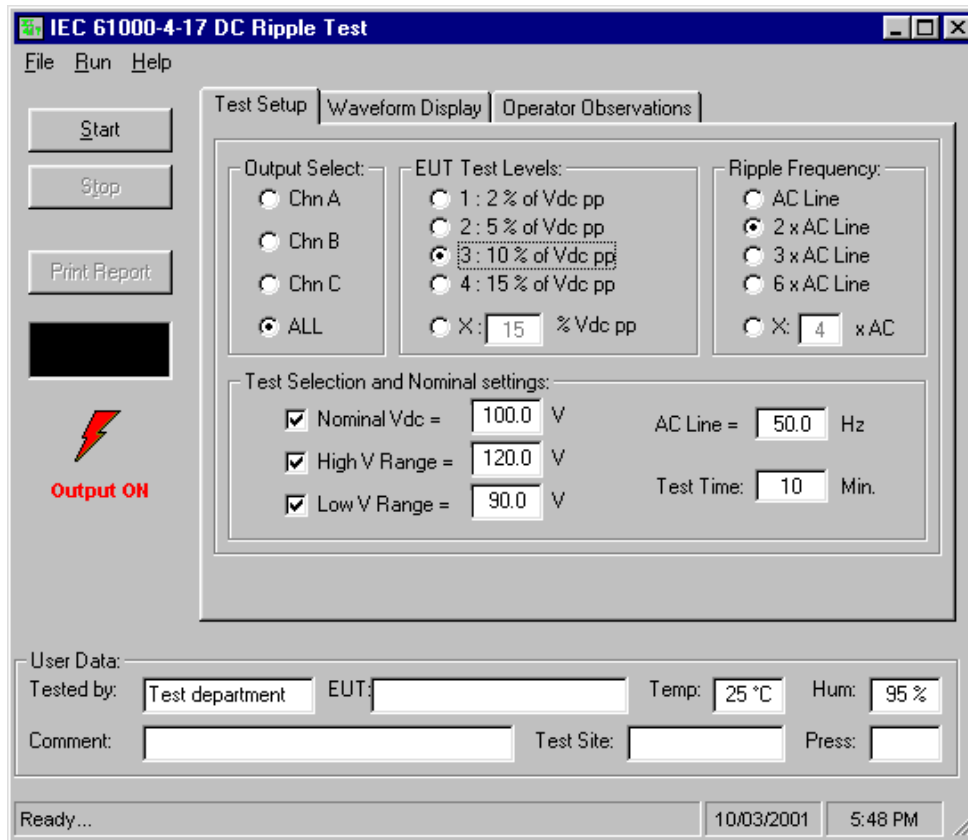 IEC 61000-4-17 DC Ripple Test
File Run Help
Start
Stop
Print Report
Output ON
Test Setup Waveform Display Operator Observations
Output Select:
Chn A
Chn B
Chn C
ALL
EUT Test Levels:
1 : 2 % of Vdc pp
2 : 5 % of Vdc pp
3 : 10 % of Vdc pp
4 : 15 % of Vdc pp
X : 15 % Vdc pp
Ripple Frequency:
AC Line
2 x AC Line
3 x AC Line
6 x AC Line
X: 4 x AC
Test Selection and Nominal settings:
Nominal Vdc = 100.0 V
High V Range = 120.0 V
Low V Range = 90.0 V
AC Line = 50.0 Hz
Test Time: 10 Min.
User Data:
Tested by: Test department EUT: Temp: 25 °C Hum: 95 %
Comment: Test Site: Press:
Ready... 10/03/2001 5:48 PM